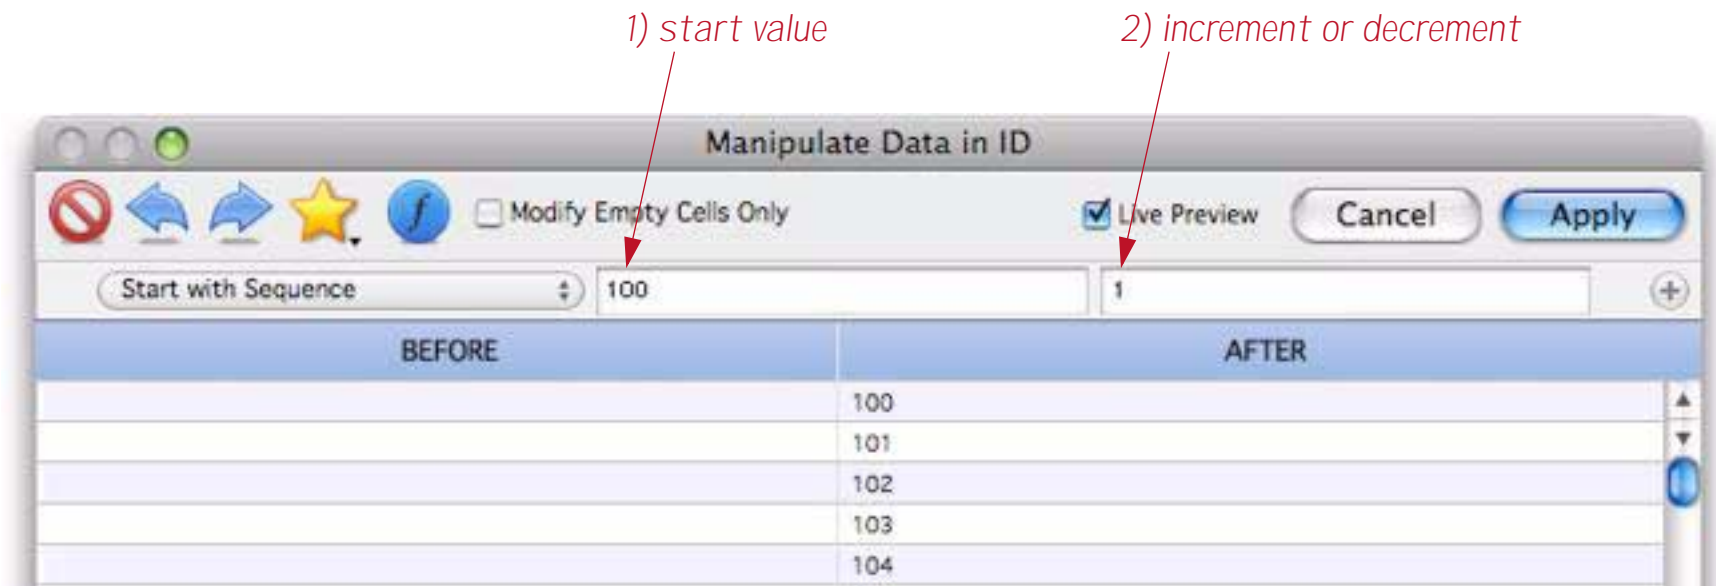 1) start value
2) increment or decrement
Manipulate Data in ID
f Modify Empty Cells Only
Live Preview
Cancel
Apply
Start with Sequence
100
1
BEFORE
AFTER
100
101
102
103
104